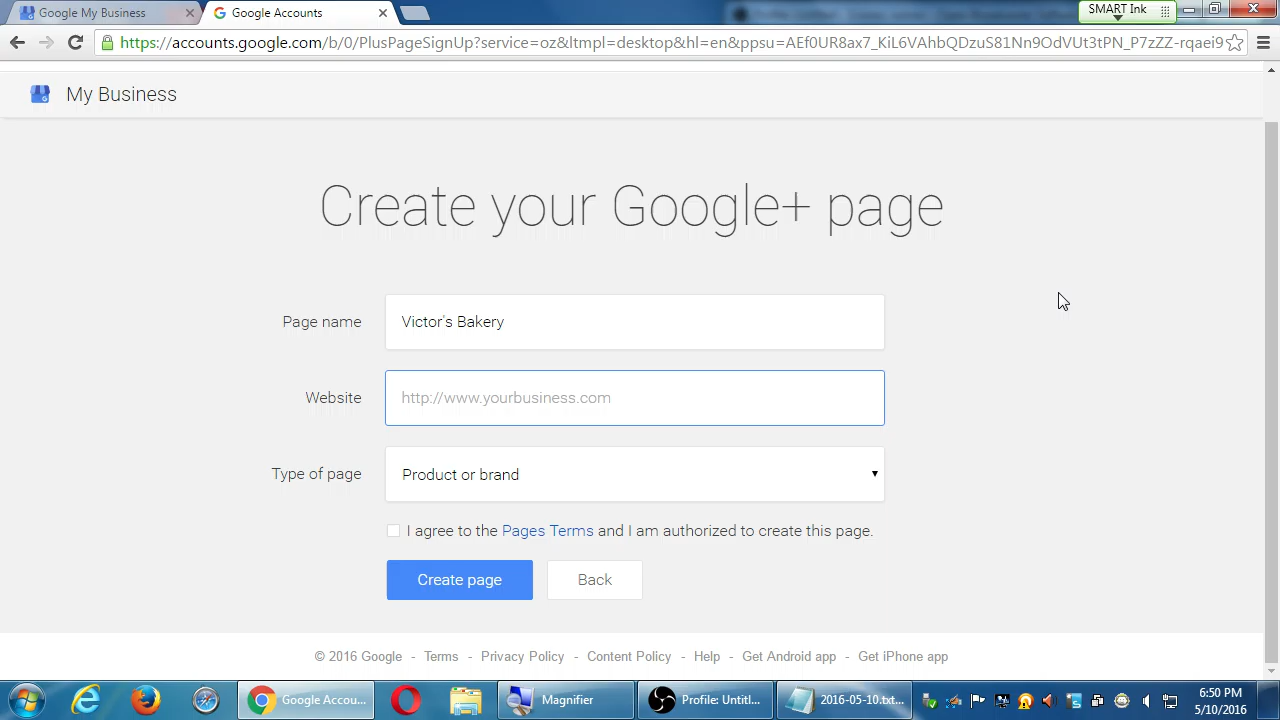 Google My Business
Google Accounts
SMART Ink
https://accounts.google.com/b/0/PlusPageSignUp?service=oz&ltmpl=desktop&hl=en&ppsu=AEf0UR8ax7_KiL6VAhbQDzuS81Nn9OdVUt3tPN_P7zZZ-rqaei9
My Business
Create your Google+ page
Page name
Victor's Bakery
Website
http://www.yourbusiness.com
Type of page
Product or brand
I agree to the Pages Terms and I am authorized to create this page.
Create page
Back
© 2016 Google - Terms - Privacy Policy - Content Policy - Help - Get Android app - Get iPhone app
Google Accou...
Magnifier
Profile: Untitl...
2016-05-10.txt...
6:50 PM
5/10/2016